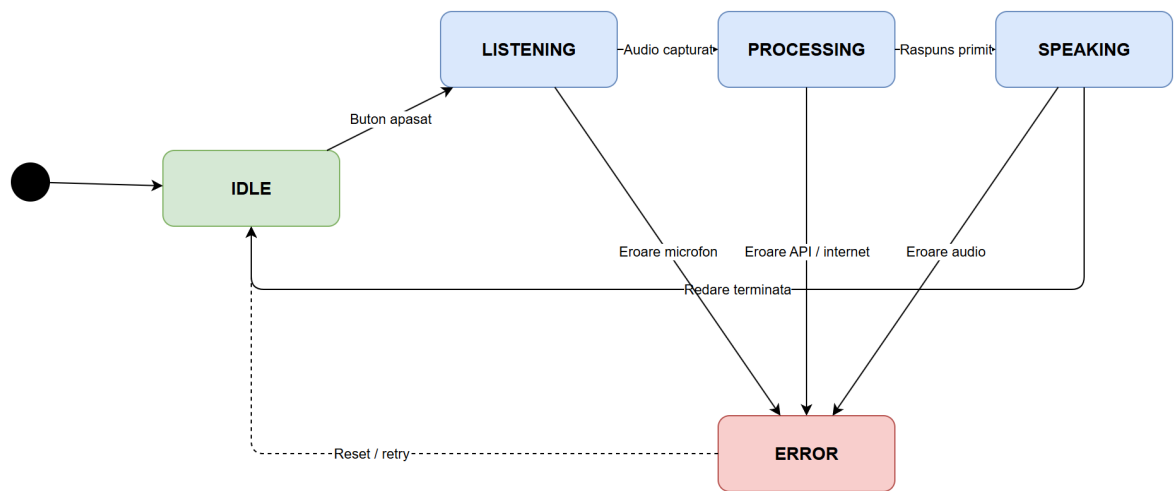 LISTENING
Audio capturat
PROCESSING
Raspuns primit
SPEAKING
Buton apasat
IDLE
Eroare microfon
Eroare API / internet
Eroare audio
Redare terminata
Reset / retry
ERROR